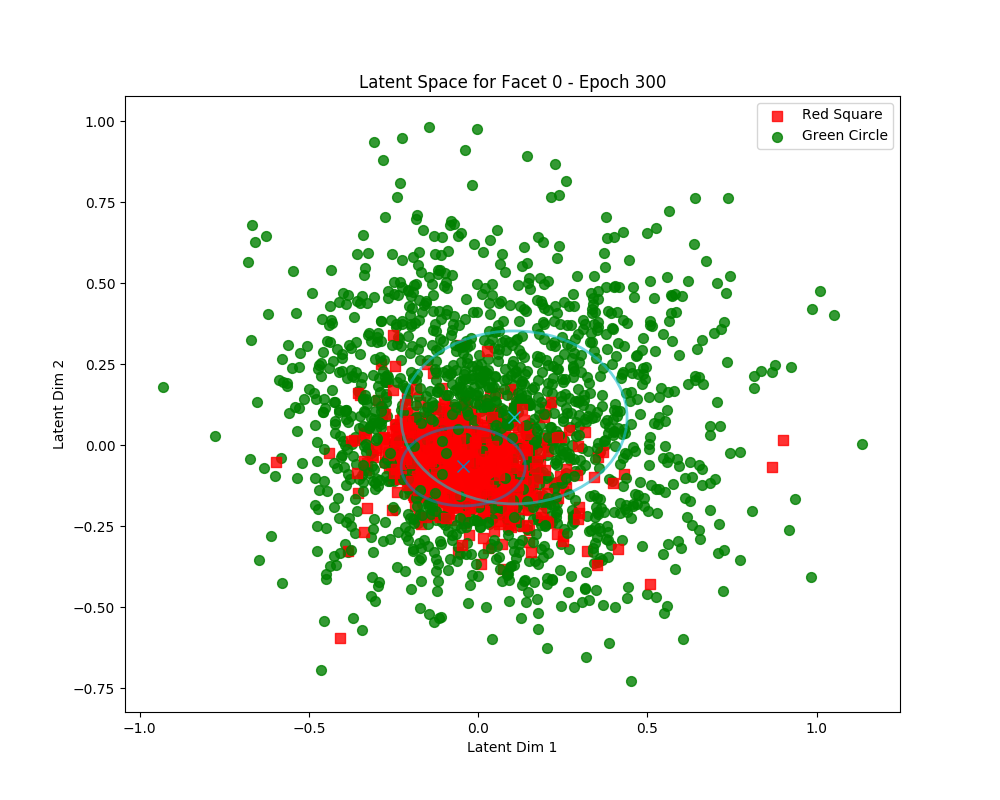 Latent Space for Facet 0 - Epoch 300
Red Square
Green Circle
1.00
0.75
0.50
0.25
0.00
−0.25
−0.50
−0.75
Latent Dim 2
−1.0
−0.5
0.0
0.5
1.0
Latent Dim 1